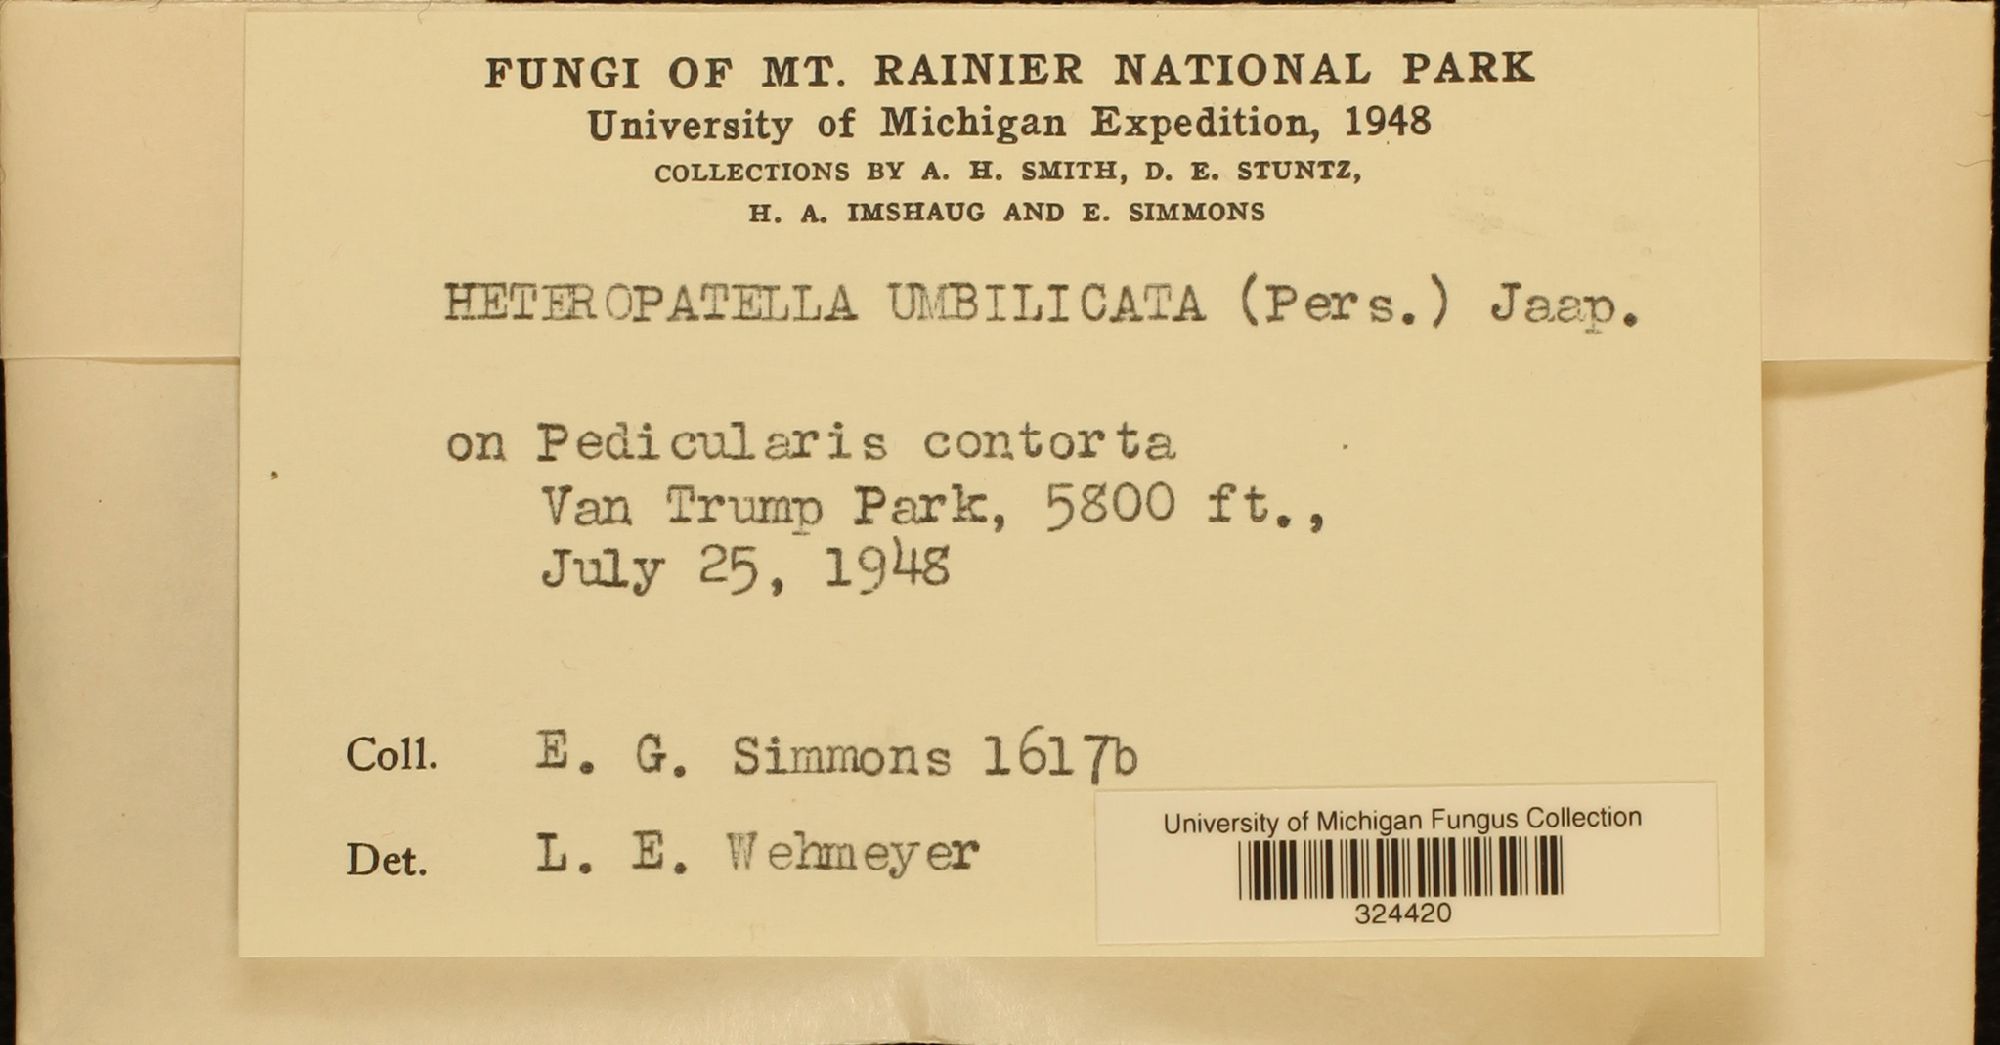 FUNGI OF MT. RAINIER NATIONAL PARK
University of Michigan Expedition, 1948
COLLECTIONS BY A. H. SMITH, D. E. STUNTZ,
H. A. IMSHAUG AND E. SIMMONS
HETEROPATELLA UMBILICATA (Pers.) Jaap.
on Pedicularis contorta
Van Trump Park, 5800 ft.,
July 25, 1948
Coll. E. G. Simmons 1617b
Det. L. E. Wehmeyer
University of Michigan Fungus Collection
324420